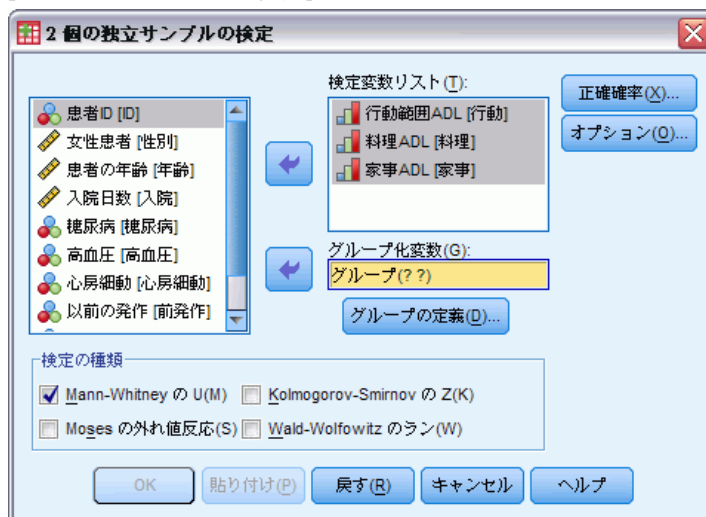 2 個の独立サンプルの検定
検定変数リスト(T):
患者ID [ID]
女性患者 [性別]
患者の年齢 [年齢]
入院日数 [入院]
糖尿病 [糖尿病]
高血圧 [高血圧]
心房細動 [心房細動]
以前の発作 [前発作]
行動範囲ADL [行動]
料理ADL [料理]
家事ADL [家事]
正確確率(X)...
オプション(O)...
グループ化変数(G):
グループ(? ?)
グループの定義(D)...
検定の種類
Mann-Whitney の U(M)
Kolmogorov-Smirnov の Z(K)
Moses の外れ値反応(S)
Wald-Wolfowitz のラン(W)
OK
貼り付け(P)
戻す(R)
キャンセル
ヘルプ